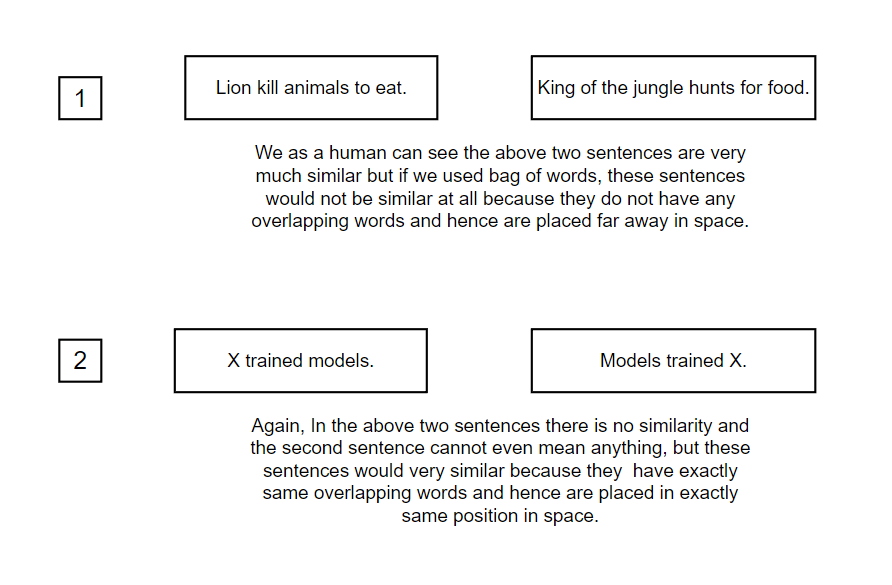 1
Lion kill animals to eat.
King of the jungle hunts for food.
We as a human can see the above two sentences are very
much similar but if we used bag of words, these sentences
would not be similar at all because they do not have any
overlapping words and hence are placed far away in space.
2
X trained models.
Models trained X.
Again, In the above two sentences there is no similarity and
the second sentence cannot even mean anything, but these
sentences would very similar because they  have exactly
same overlapping words and hence are placed in exactly
same position in space.